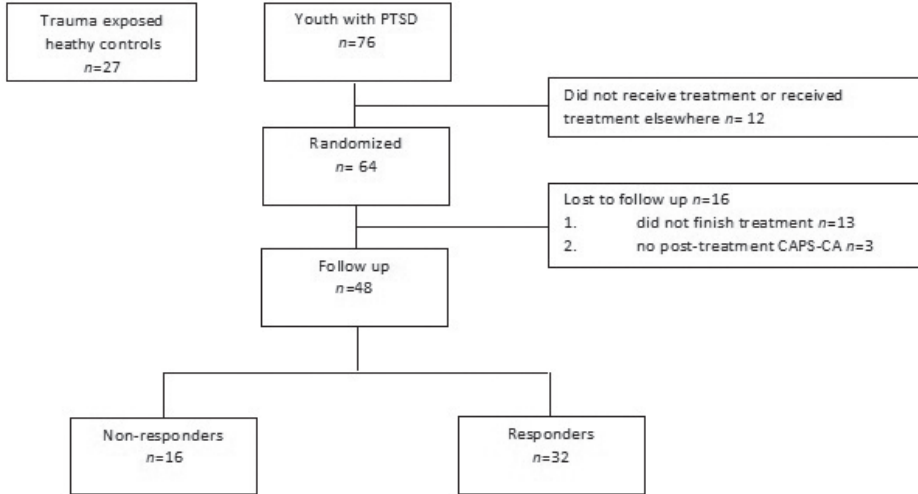 Trauma exposed
heathy controls
n=27
Youth with PTSD
n=76
Did not receive treatment or received
treatment elsewhere n= 12
Randomized
n= 64
Lost to follow up n=16
1. did not finish treatment n=13
2. no post-treatment CAPS-CA n=3
Follow up
n=48
Non-responders
n=16
Responders
n=32